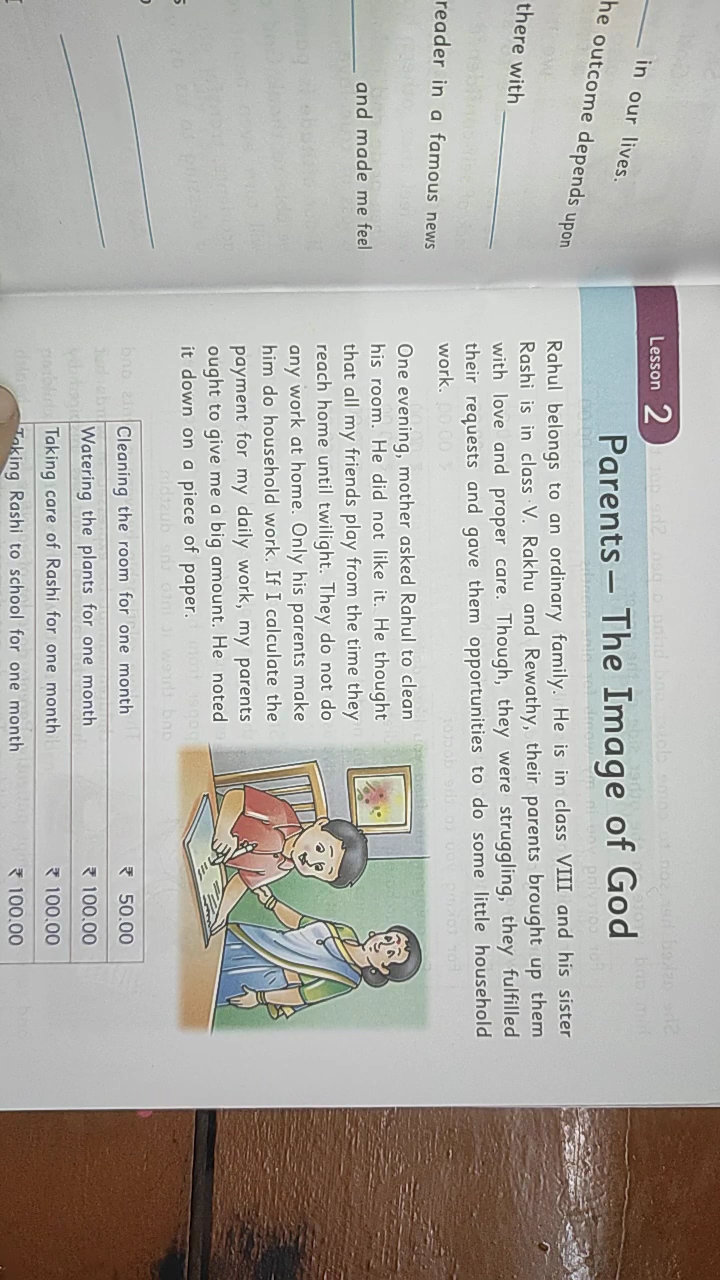 in our lives.
he outcome depends upon
there with
reader in a famous news
and made me feel
Lesson 2
Parents – The Image of God
Rahul belongs to an ordinary family. He is in class VIII and his sister
Rashi is in class V. Rakhu and Rewathy, their parents brought up them
with love and proper care. Though, they were struggling, they fulfilled
their requests and gave them opportunities to do some little household
work.
One evening, mother asked Rahul to clean
his room. He did not like it. He thought
that all my friends play from the time they
reach home until twilight. They do not do
any work at home. Only his parents make
him do household work. If I calculate the
payment for my daily work, my parents
ought to give me a big amount. He noted
it down on a piece of paper.
Cleaning the room for one month ₹ 50.00
Watering the plants for one month ₹ 100.00
Taking care of Rashi for one month ₹ 100.00
Taking Rashi to school for one month ₹ 100.00